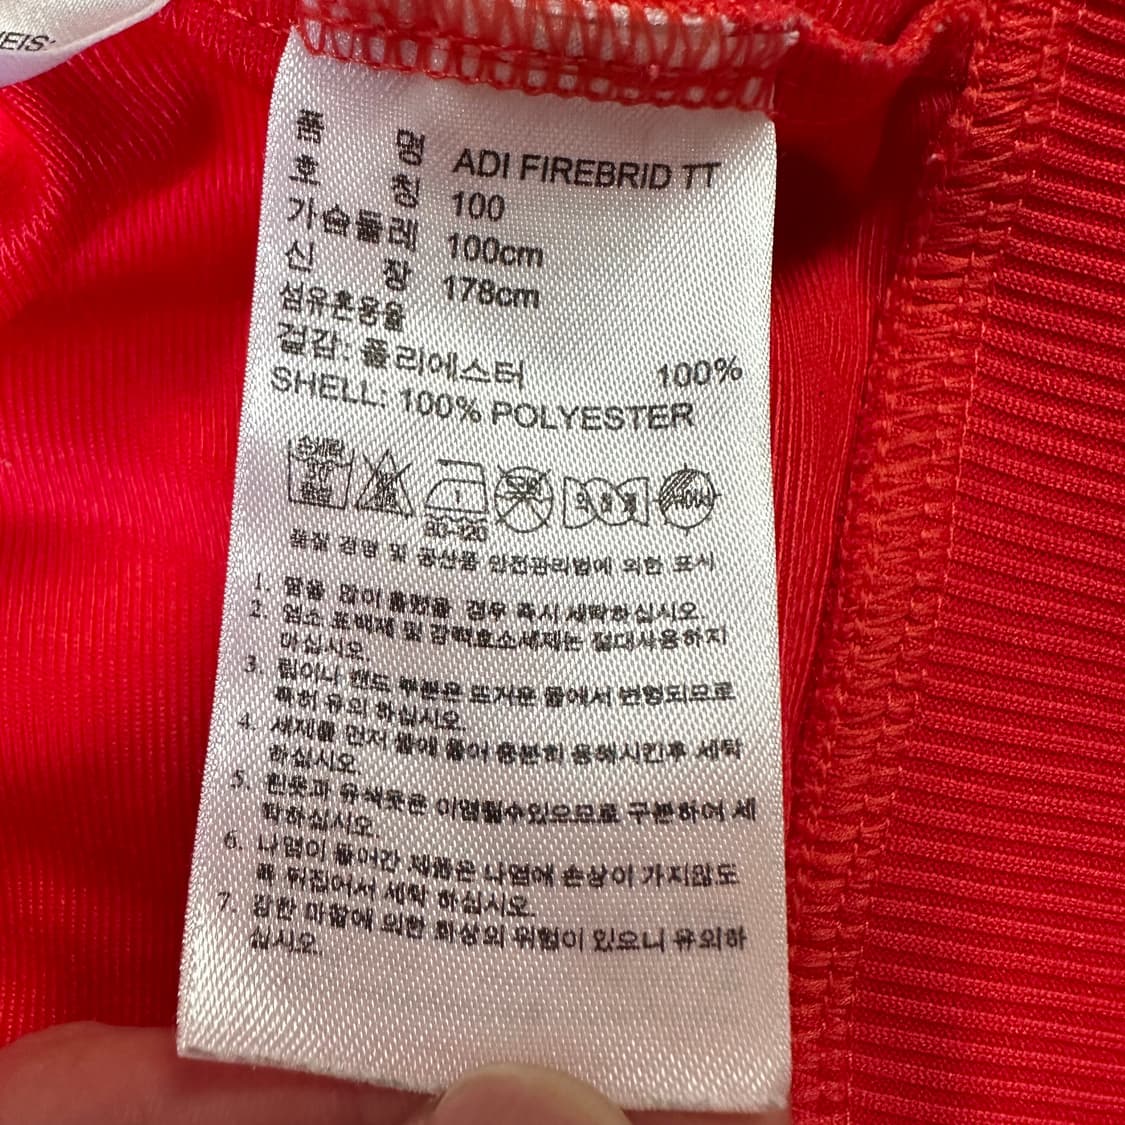 EIS:
품 명 ADI FIREBRID TT
호 칭 100
가슴둘레 100cm
신 장 178cm
섬유혼용율
겉감: 폴리에스터 100%
SHELL: 100% POLYESTER
80~120
품질 경영 및 공산품 안전관리법에 의한 표시
1. 땀을 많이 흘렸을 경우 즉시 세탁하십시오.
2. 염소 표백제 및 강력효소세제는 절대사용하지
마십시오.
3. 립이나 밴드 부분은 뜨거운 물에서 변형되므로
특히 유의 하십시오.
4. 세제를 먼저 물에 풀어 충분히 용해시킨후 세탁
하십시오.
5. 흰옷과 유색옷은 이염될수있으므로 구분하여 세
탁하십시오.
6. 나염이 들어간 제품은 나염에 손상이 가지않도
록 뒤집어서 세탁 하십시오.
7. 강한 마찰에 의한 화상의 위험이 있으니 유의하
십시오.